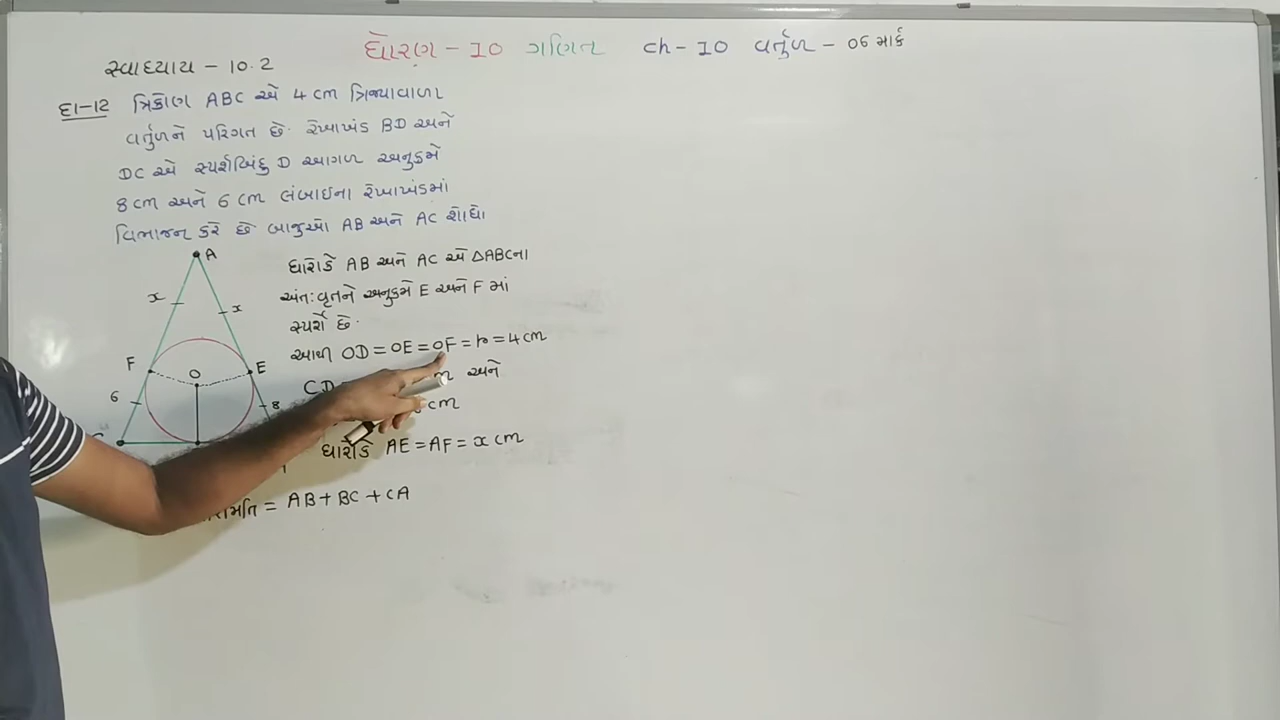 ધોરણ - 10 ગણિત ch - 10 વર્તુળ - 06 માર્ક
સ્વાધ્યાય - 10.2
દા-12 ત્રિકોણ ABC એ 4 cm ત્રિજ્યાવાળા
વર્તુળને પરિગત છે. રેખાખંડ BD અને
DC એ સ્પર્શબિંદુ D આગળ અનુક્રમે
8 cm અને 6 cm લંબાઇના રેખાખંડમાં
વિભાજન કરે છે બાજુઓ AB અને AC શોધો
ધારોકે AB અને AC એ △ABCના
અંત:વૃતને અનુક્રમે E અને F માં
સ્પર્શે છે.
આથી OD = OE = OF = r = 4 cm
CD = અને
cm
ધારોકે AE = AF = x cm
= AB + BC + CA
A
x
x
F
E
O
6
8